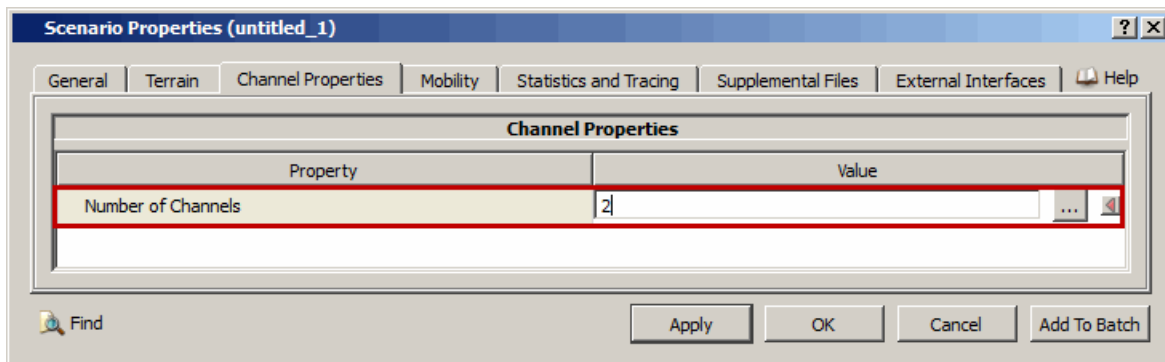 Scenario Properties (untitled_1) ? X
General Terrain Channel Properties Mobility Statistics and Tracing Supplemental Files External Interfaces Help
Channel Properties
Property Value
Number of Channels 2 ...
Find Apply OK Cancel Add To Batch